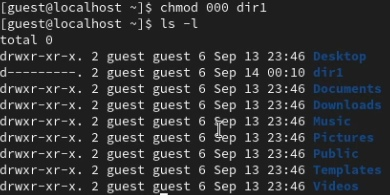 [guest@localhost ~]$ chmod 000 dir1
[guest@localhost ~]$ ls -l
total 0
drwxr-xr-x. 2 guest guest 6 Sep 13 23:46 Desktop
d---------. 2 guest guest 6 Sep 14 00:10 dir1
drwxr-xr-x. 2 guest guest 6 Sep 13 23:46 Documents
drwxr-xr-x. 2 guest guest 6 Sep 13 23:46 Downloads
drwxr-xr-x. 2 guest guest 6 Sep 13 23:46 Music
drwxr-xr-x. 2 guest guest 6 Sep 13 23:46 Pictures
drwxr-xr-x. 2 guest guest 6 Sep 13 23:46 Public
drwxr-xr-x. 2 guest guest 6 Sep 13 23:46 Templates
drwxr-xr-x. 2 guest guest 6 Sep 13 23:46 Videos